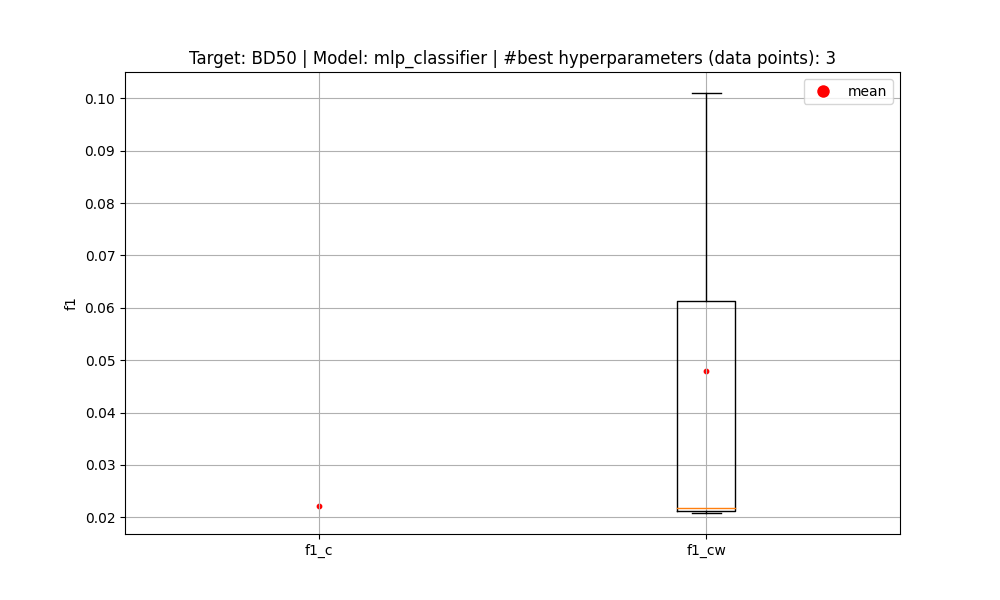 Target: BD50 | Model: mlp_classifier | #best hyperparameters (data points): 3
mean
0.10
0.09
0.08
0.07
0.06
0.05
0.04
0.03
0.02
f1
f1_c
f1_cw